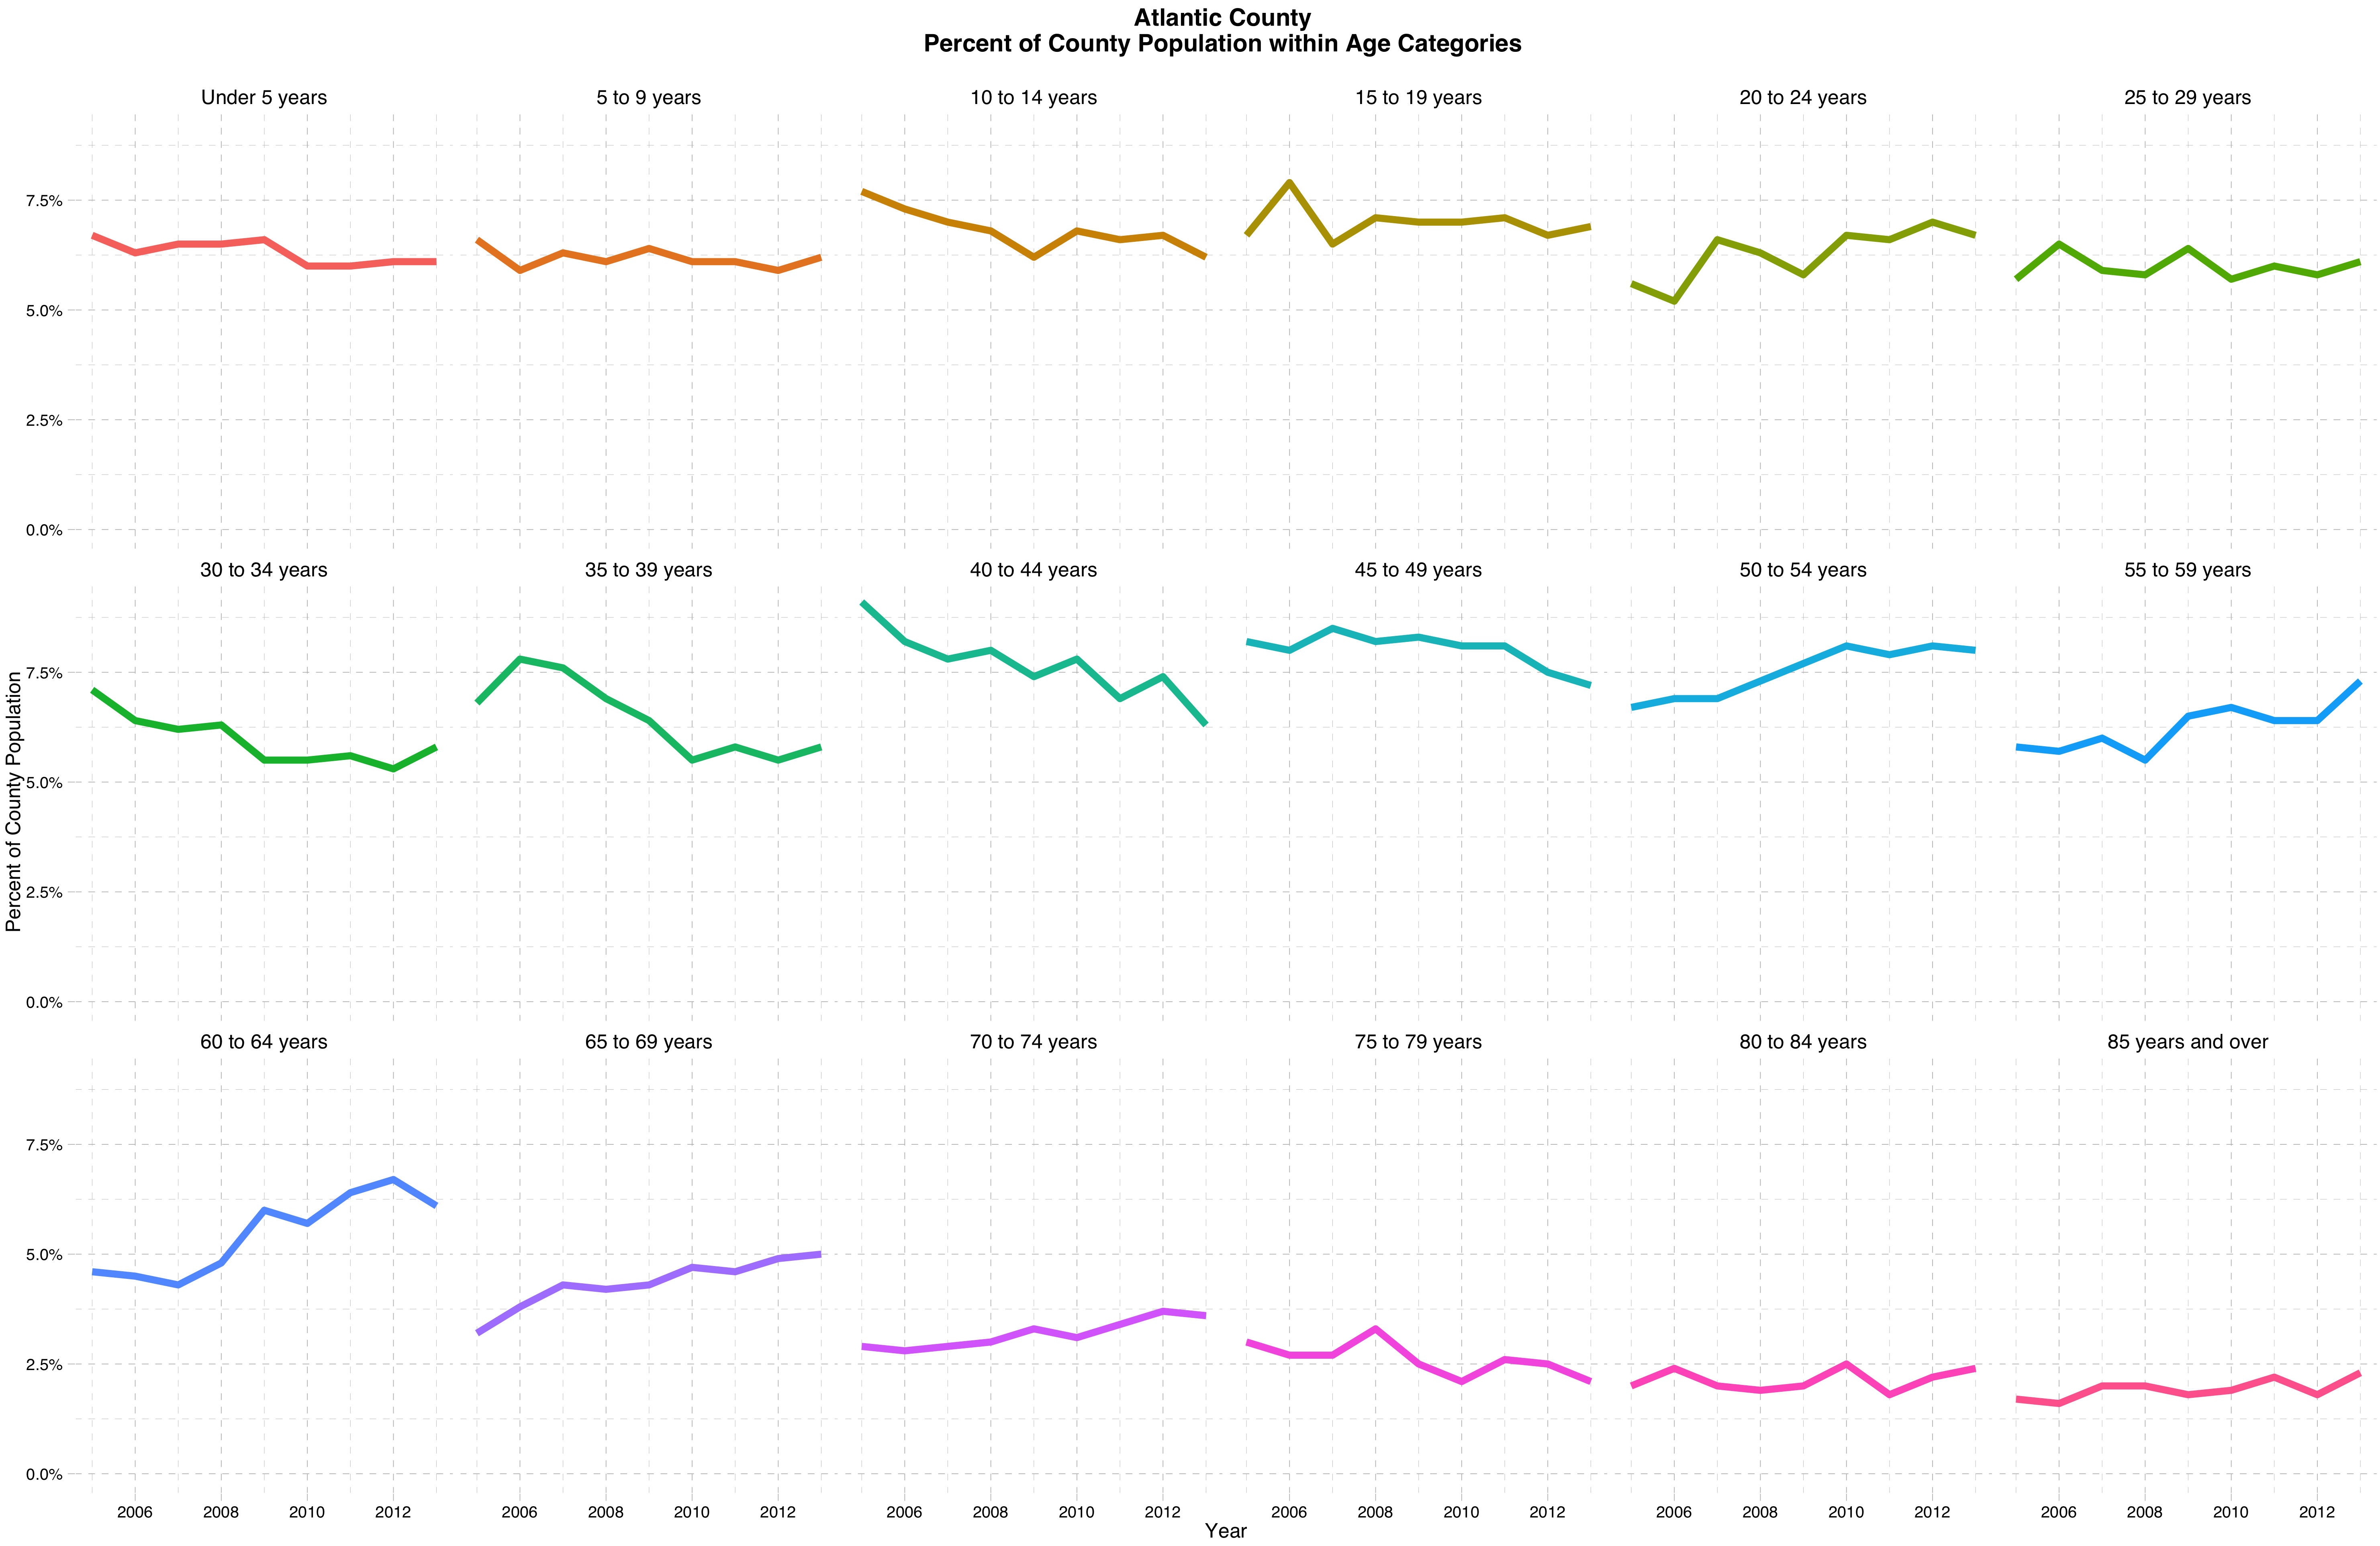 Atlantic County
Percent of County Population within Age Categories
Under 5 years
5 to 9 years
10 to 14 years
15 to 19 years
20 to 24 years
25 to 29 years
7.5%
5.0%
2.5%
0.0%
30 to 34 years
35 to 39 years
40 to 44 years
45 to 49 years
50 to 54 years
55 to 59 years
Percent of County Population
7.5%
5.0%
2.5%
0.0%
60 to 64 years
65 to 69 years
70 to 74 years
75 to 79 years
80 to 84 years
85 years and over
7.5%
5.0%
2.5%
0.0%
2006 2008 2010 2012 2006 2008 2010 2012 2006 2008 2010 2012 2006 2008 2010 2012 2006 2008 2010 2012 2006 2008 2010 2012
Year